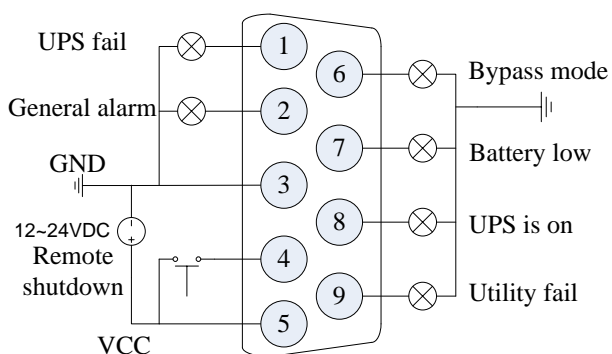 UPS fail
General alarm
GND
12~24VDC
Remote
shutdown
VCC
1
2
3
4
5
6
7
8
9
Bypass mode
Battery low
UPS is on
Utility fail